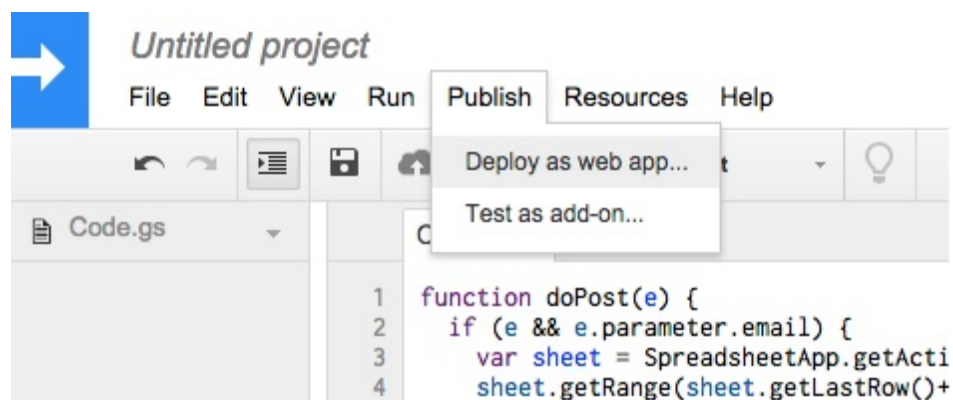 Untitled project
File Edit View Run Publish Resources Help
Deploy as web app...
Test as add-on...
Code.gs
1 function doPost(e) {
2 if (e && e.parameter.email) {
3 var sheet = SpreadsheetApp.getActi
4 sheet.getRange(sheet.getLastRow()+